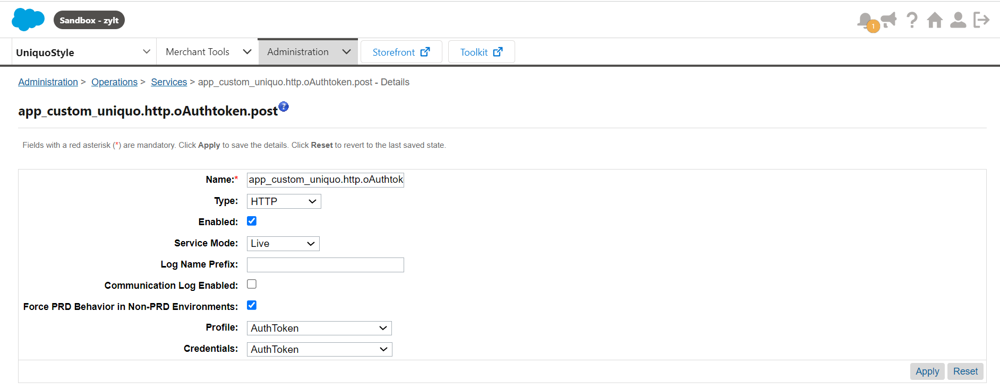 Sandbox - zylt
1
UniquoStyle
Merchant Tools
Administration
Storefront
Toolkit
Administration > Operations > Services > app_custom_uniquo.http.oAuthtoken.post - Details
app_custom_uniquo.http.oAuthtoken.post?
Fields with a red asterisk (*) are mandatory. Click Apply to save the details. Click Reset to revert to the last saved state.
Name:* app_custom_uniquo.http.oAuthtok
Type: HTTP
Enabled:
Service Mode: Live
Log Name Prefix:
Communication Log Enabled:
Force PRD Behavior in Non-PRD Environments:
Profile: AuthToken
Credentials: AuthToken
Apply Reset